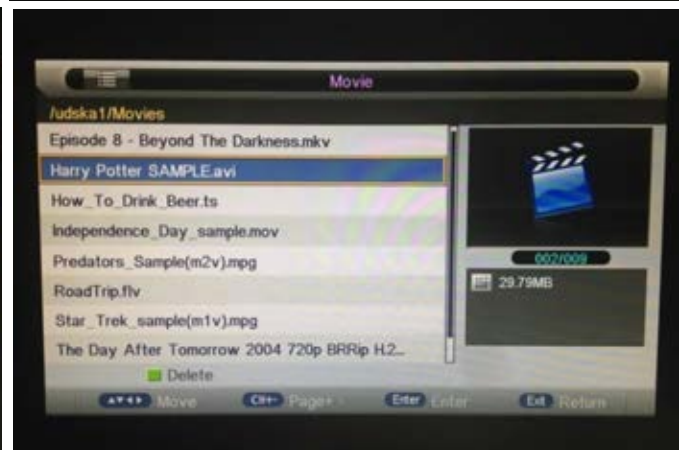 Movie
/udska1/Movies
Episode 8 - Beyond The Darkness.mkv
Harry Potter SAMPLE.avi
How_To_Drink_Beer.ts
Independence_Day_sample.mov
Predators_Sample(m2v).mpg
RoadTrip.flv
Star_Trek_sample(m1v).mpg
The Day After Tomorrow 2004 720p BRRip H.2...
002/009
29.79MB
Delete
Move CH+- Page+ - Enter Enter Exit Return